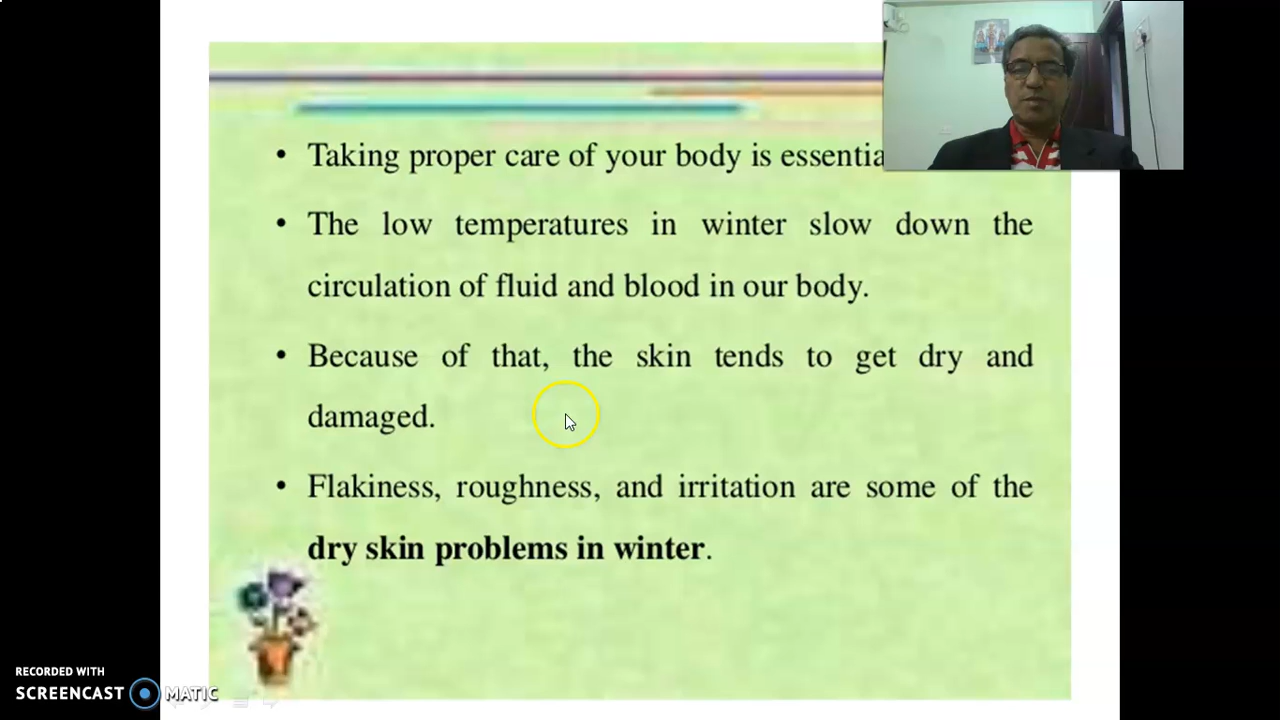 • Taking proper care of your body is essentia
• The low temperatures in winter slow down the
circulation of fluid and blood in our body.
• Because of that, the skin tends to get dry and
damaged.
• Flakiness, roughness, and irritation are some of the
dry skin problems in winter.
RECORDED WITH
SCREENCAST MATIC